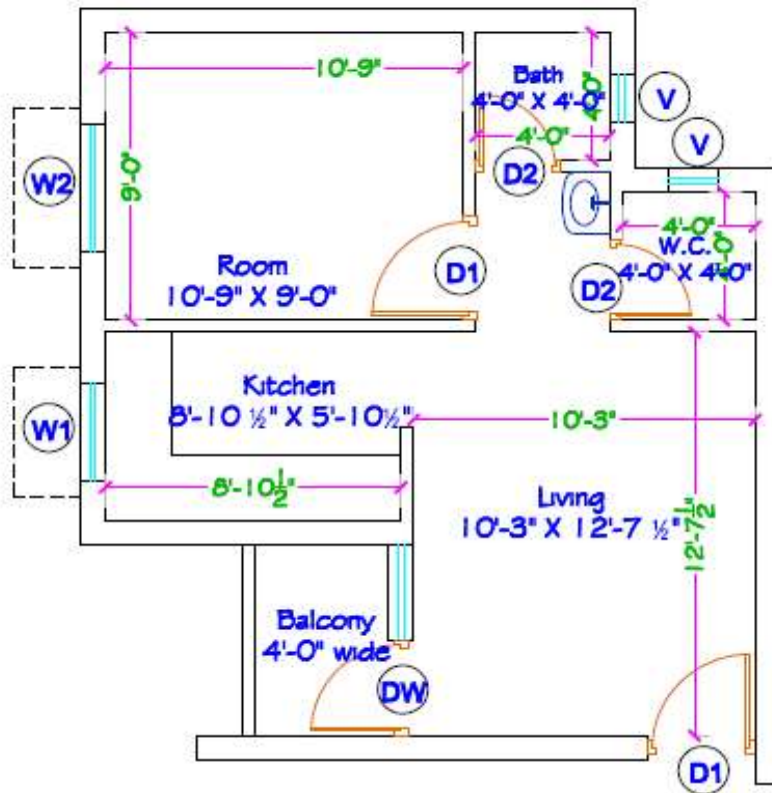 10'-9"
Bath
4'-0" X 4'-0"
4'-0"
4'-0"
V
V
W2
9'-0"
D2
4'-0"
W.C.
4'-0" X 4'-0"
4'-0"
Room
10'-9" X 9'-0"
D1
D2
Kitchen
8'-10 ½" X 5'-10½"
W1
10'-3"
8'-10½"
Living
10'-3" X 12'-7 ½"
12'-7½"
Balcony
4'-0" wide
DW
D1